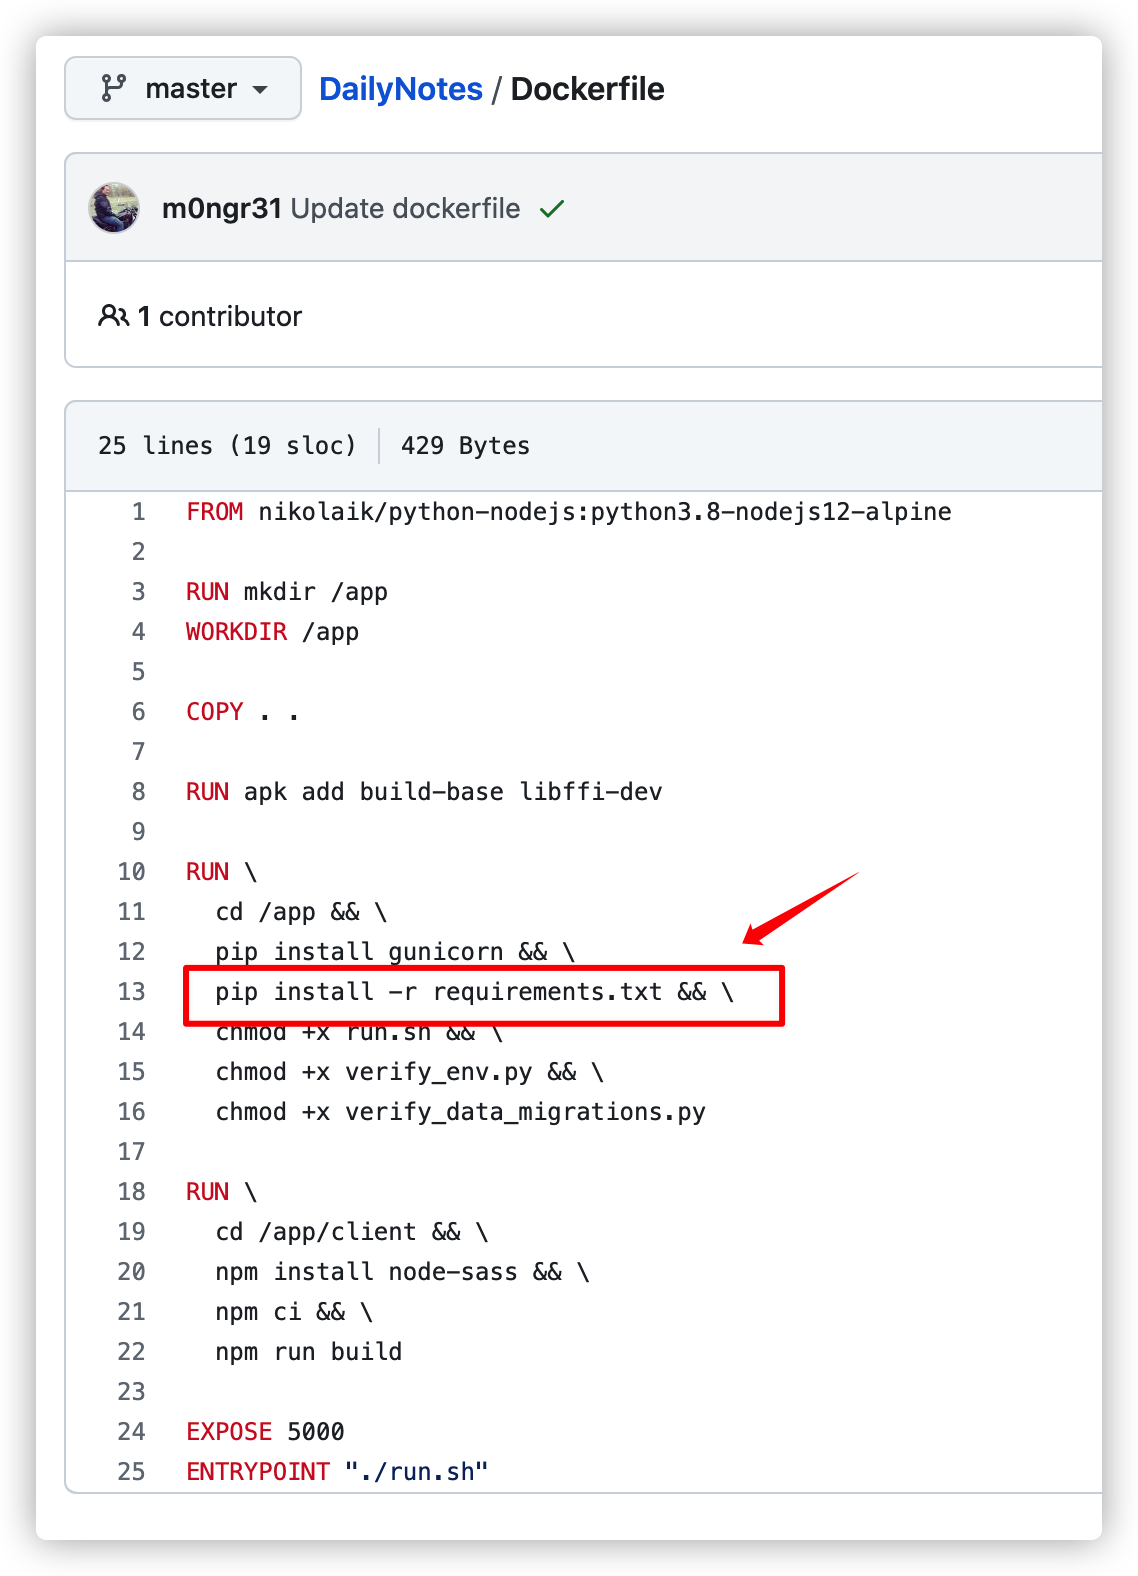 master DailyNotes / Dockerfile
m0ngr31 Update dockerfile
1 contributor
25 lines (19 sloc) 429 Bytes
1 FROM nikolaik/python-nodejs:python3.8-nodejs12-alpine
2
3 RUN mkdir /app
4 WORKDIR /app
5
6 COPY . .
7
8 RUN apk add build-base libffi-dev
9
10 RUN \
11 cd /app && \
12 pip install gunicorn && \
13 pip install -r requirements.txt && \
14 chmod +x run.sh && \
15 chmod +x verify_env.py && \
16 chmod +x verify_data_migrations.py
17
18 RUN \
19 cd /app/client && \
20 npm install node-sass && \
21 npm ci && \
22 npm run build
23
24 EXPOSE 5000
25 ENTRYPOINT "./run.sh"